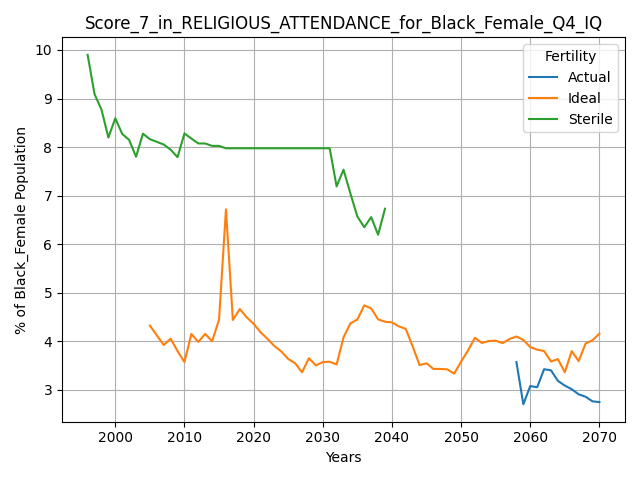 Score_7_in_RELIGIOUS_ATTENDANCE_for_Black_Female_Q4_IQ
Fertility
Actual
Ideal
Sterile
% of Black_Female Population
10
9
8
7
6
5
4
3
2000
2010
2020
2030
2040
2050
2060
2070
Years